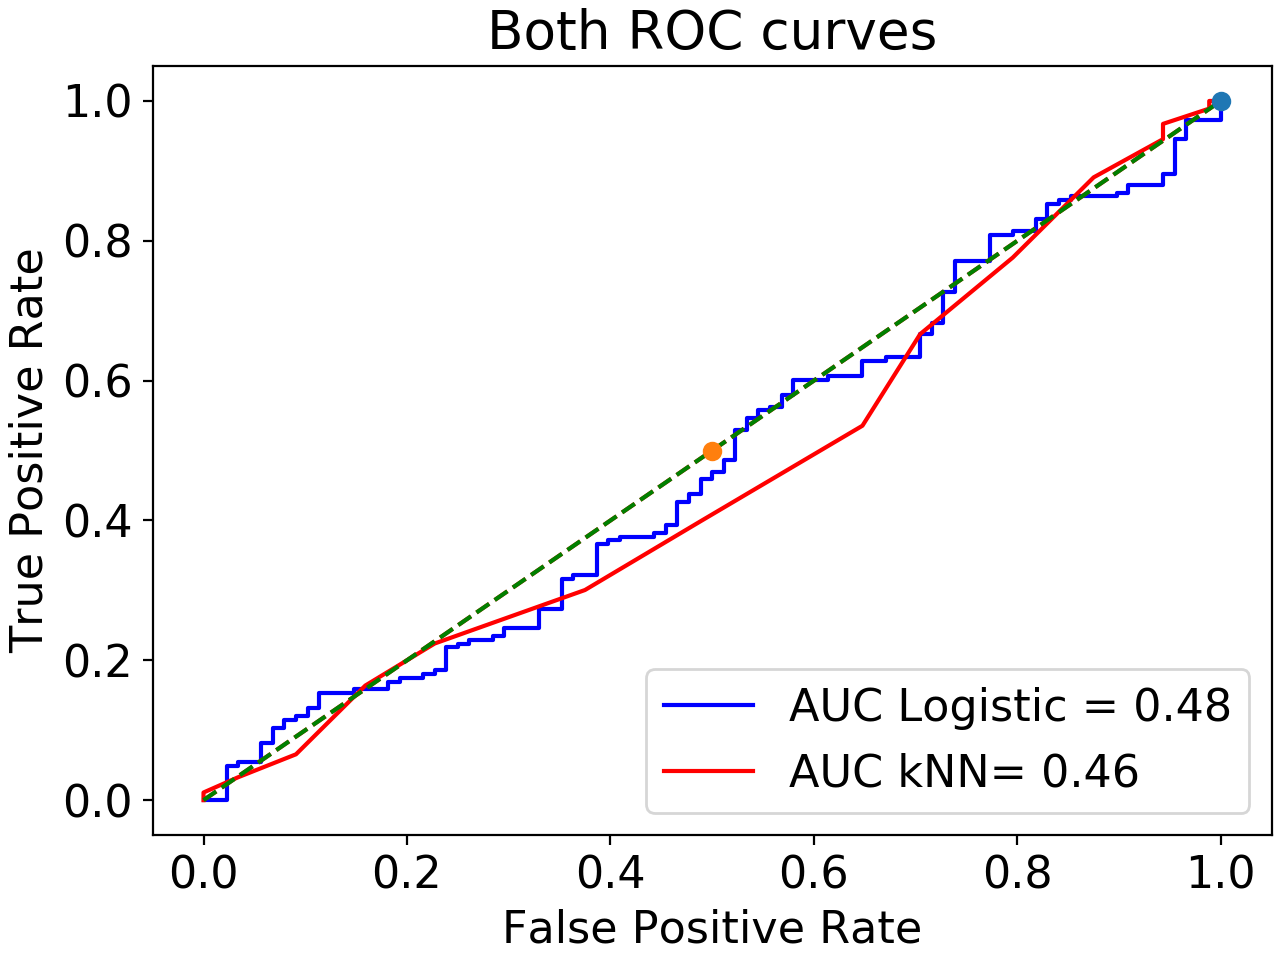 Both ROC curves
True Positive Rate
1.0
0.8
0.6
0.4
0.2
0.0
AUC Logistic = 0.48
AUC kNN= 0.46
0.0 0.2 0.4 0.6 0.8 1.0
False Positive Rate